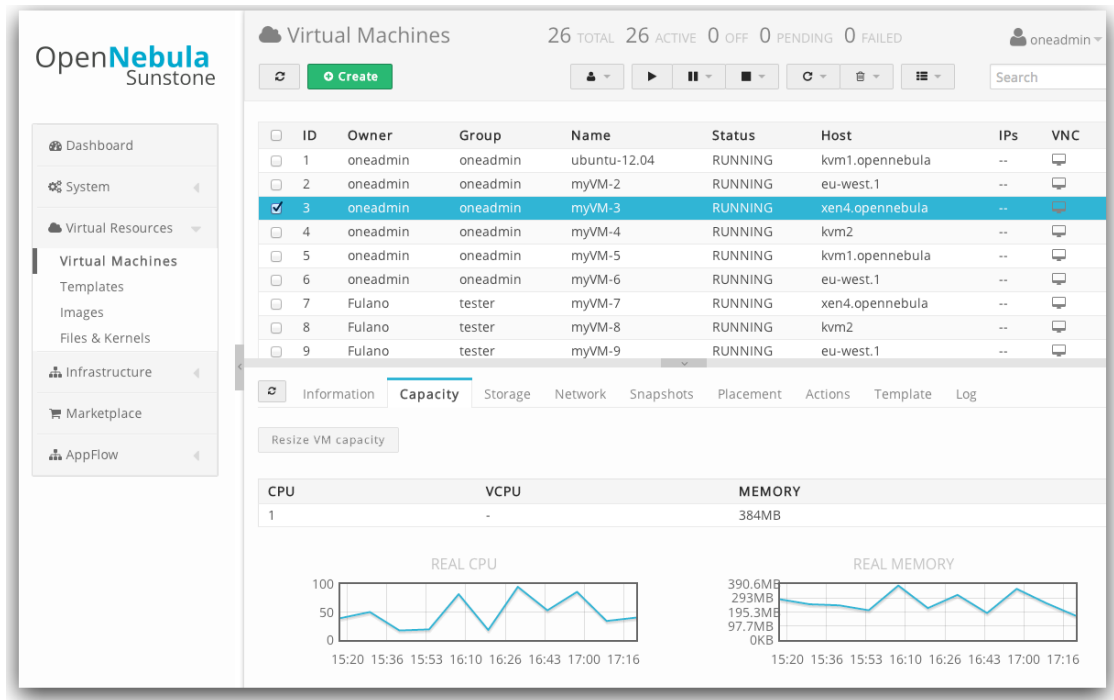 OpenNebula
Sunstone
Dashboard
System
Virtual Resources
Virtual Machines
Templates
Images
Files & Kernels
Infrastructure
Marketplace
AppFlow
Virtual Machines 26 TOTAL 26 ACTIVE 0 OFF 0 PENDING 0 FAILED oneadmin
Create Search
ID Owner Group Name Status Host IPs VNC
1 oneadmin oneadmin ubuntu-12.04 RUNNING kvm1.opennebula --
2 oneadmin oneadmin myVM-2 RUNNING eu-west.1 --
3 oneadmin oneadmin myVM-3 RUNNING xen4.opennebula --
4 oneadmin oneadmin myVM-4 RUNNING kvm2 --
5 oneadmin oneadmin myVM-5 RUNNING kvm1.opennebula --
6 oneadmin oneadmin myVM-6 RUNNING eu-west.1 --
7 Fulano tester myVM-7 RUNNING xen4.opennebula --
8 Fulano tester myVM-8 RUNNING kvm2 --
9 Fulano tester myVM-9 RUNNING eu-west.1 --
Information Capacity Storage Network Snapshots Placement Actions Template Log
Resize VM capacity
CPU VCPU MEMORY
1 - 384MB
REAL CPU
100
50
0
15:20 15:36 15:53 16:10 16:26 16:43 17:00 17:16
REAL MEMORY
390.6MB
293MB
195.3MB
97.7MB
0KB
15:20 15:36 15:53 16:10 16:26 16:43 17:00 17:16